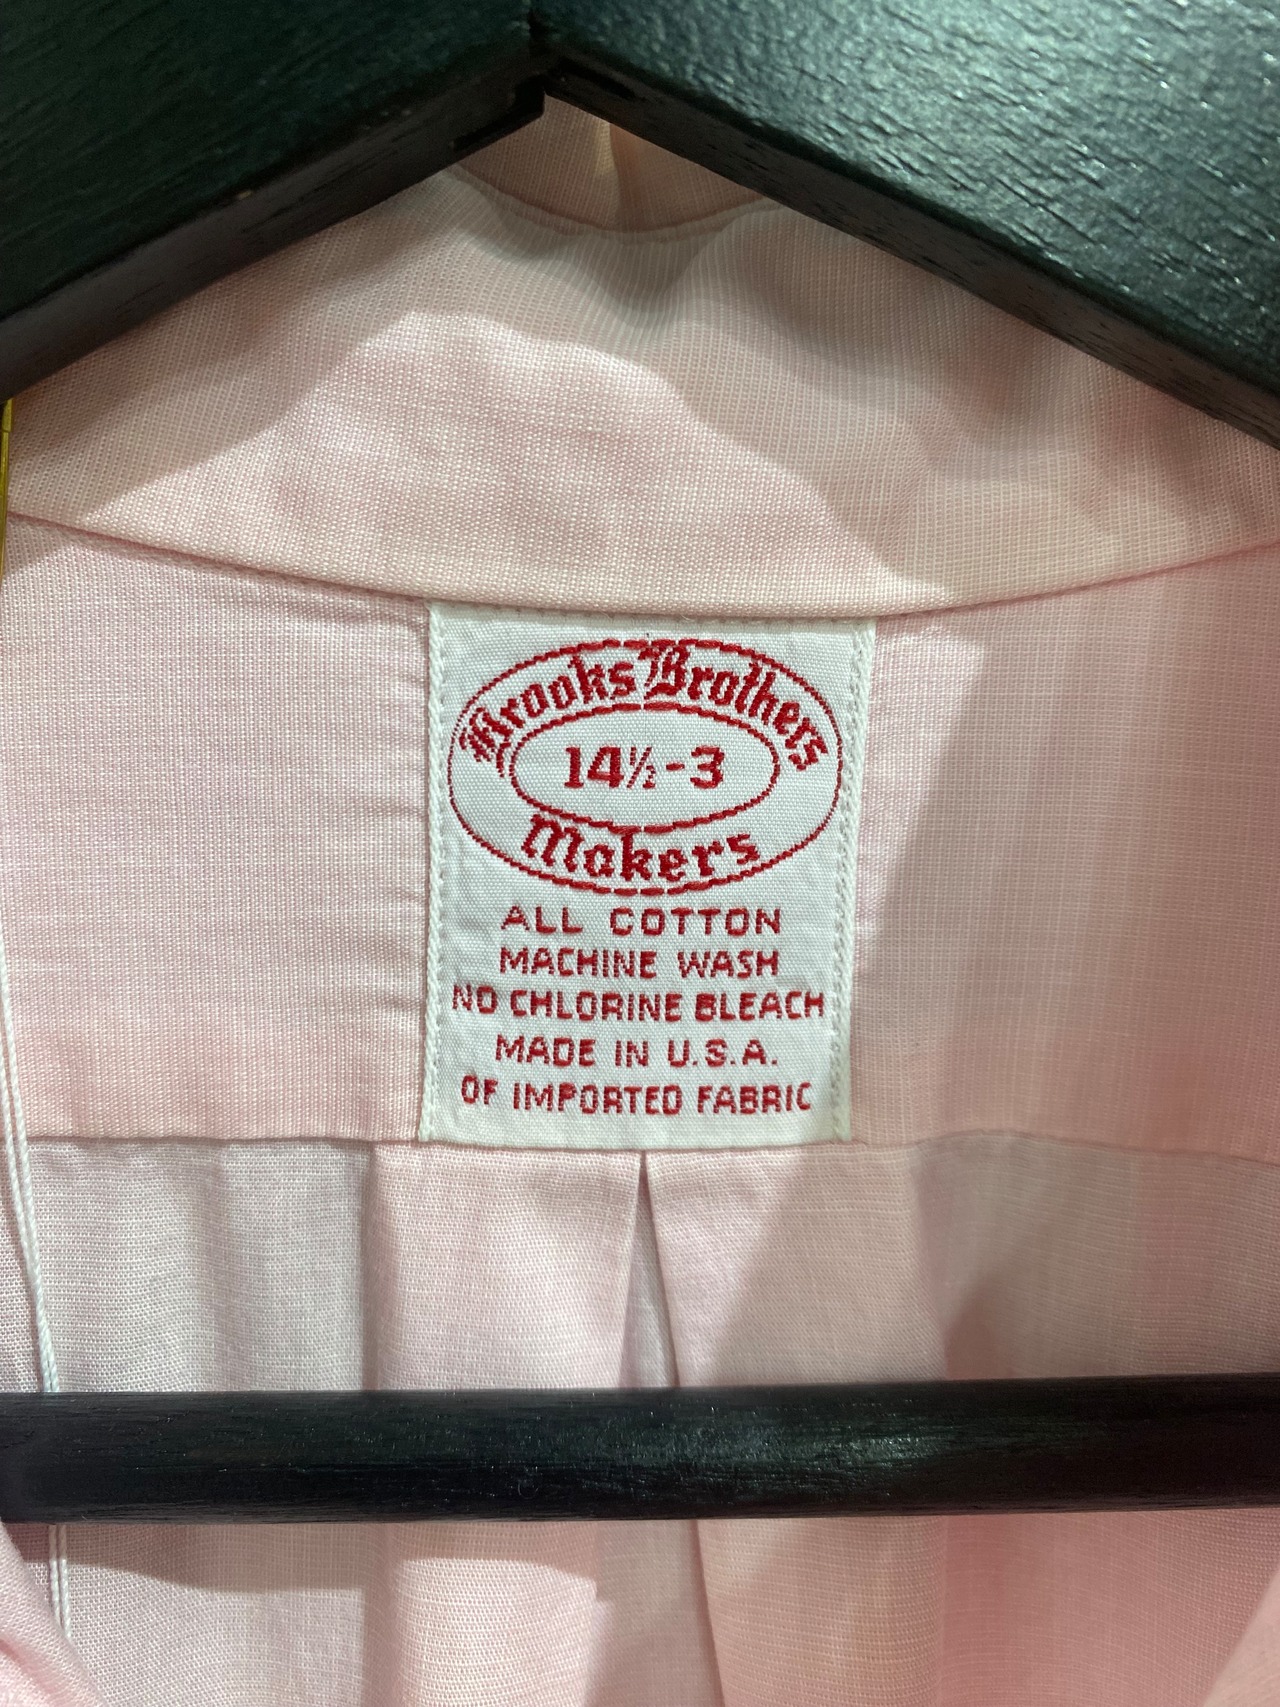 Brooks Brothers
14½-3
Makers
ALL COTTON
MACHINE WASH
NO CHLORINE BLEACH
MADE IN U.S.A.
OF IMPORTED FABRIC